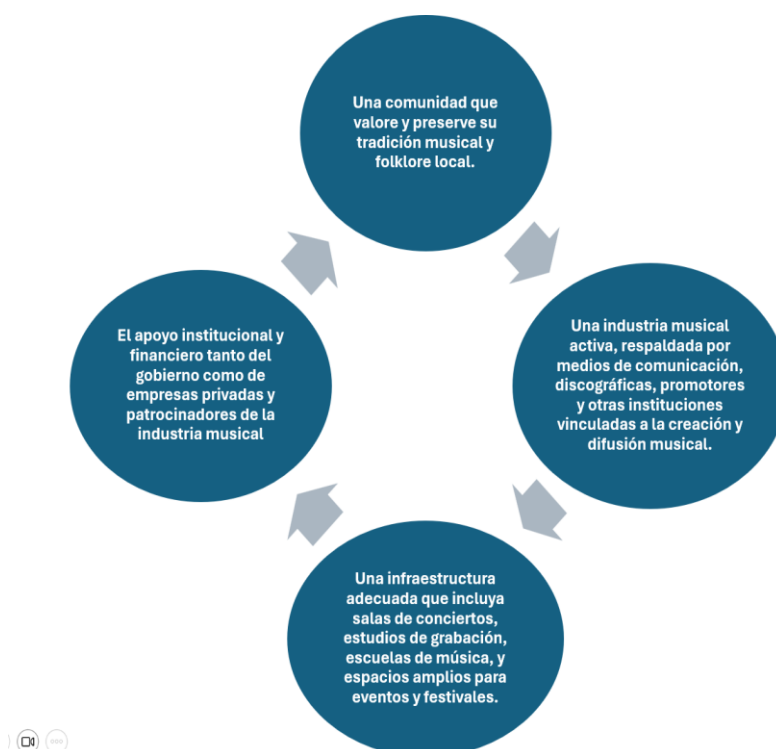 Una comunidad que
valore y preserve su
tradición musical y
folklore local.
Una industria musical
activa, respaldada por
medios de comunicación,
discográficas, promotores
y otras instituciones
vinculadas a la creación y
difusión musical.
Una infraestructura
adecuada que incluya
salas de conciertos,
estudios de grabación,
escuelas de música, y
espacios amplios para
eventos y festivales.
El apoyo institucional y
financiero tanto del
gobierno como de
empresas privadas y
patrocinadores de la
industria musical